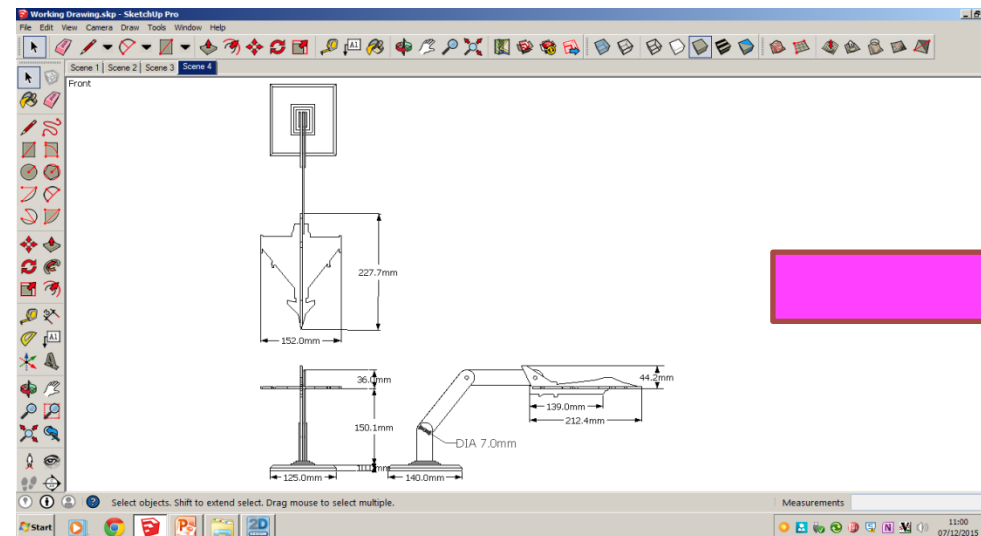 Working Drawing.skp - SketchUp Pro
File Edit View Camera Draw Tools Window Help
Scene 1 Scene 2 Scene 3 Scene 4
Front
227.7mm
152.0mm
36.0mm
44.2mm
139.0mm
212.4mm
150.1mm
DIA 7.0mm
125.0mm
140.0mm
Select objects. Shift to extend select. Drag mouse to select multiple.
Measurements
Start
2D
11:00
07/12/2015